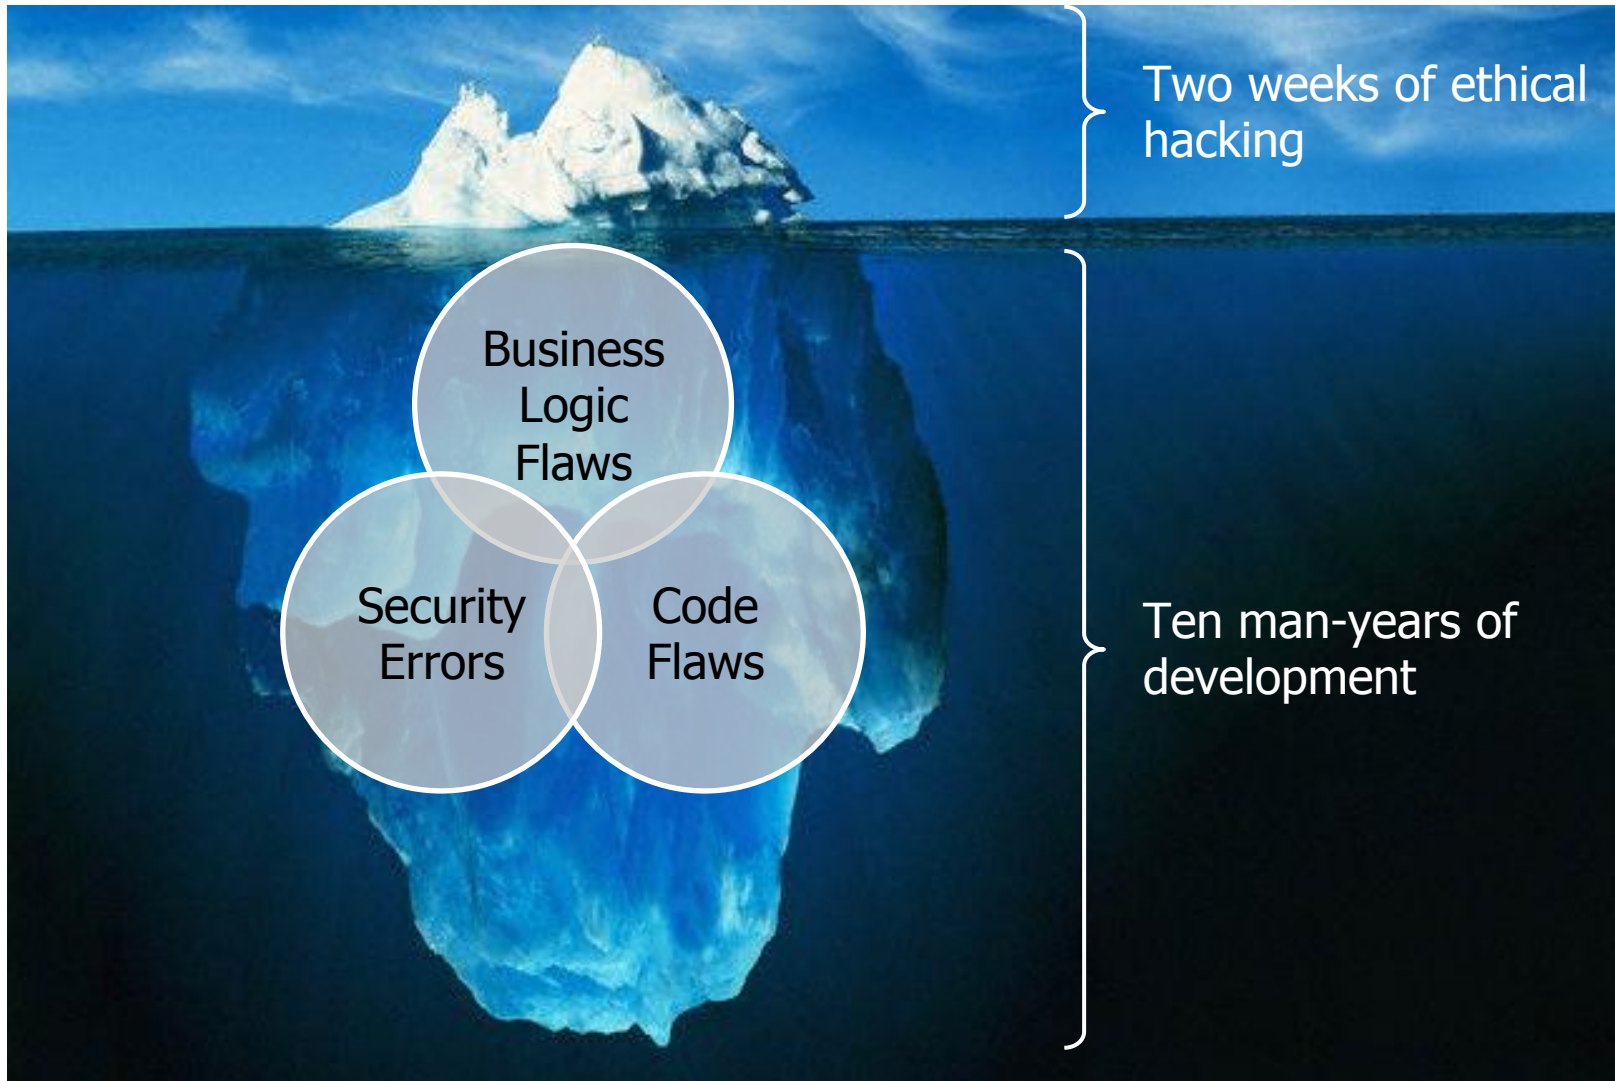 Two weeks of ethical
hacking
Business
Logic
Flaws
Security
Errors
Code
Flaws
Ten man-years of
development